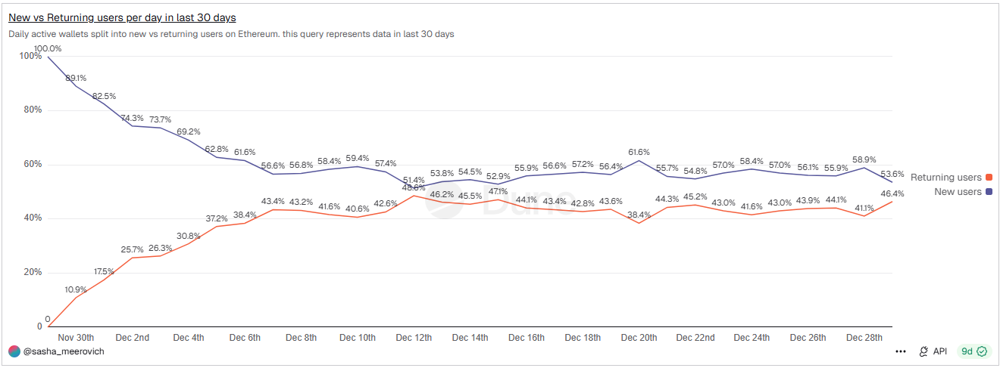 New vs Returning users per day in last 30 days
Daily active wallets split into new vs returning users on Ethereum. this query represents data in last 30 days
100%
80%
60%
40%
20%
0
100.0% 89.1% 82.5% 74.3% 73.7% 69.2% 62.8% 61.6% 56.6% 56.8% 58.4% 59.4% 57.4% 51.4% 53.8% 54.5% 52.9% 55.9% 56.6% 57.2% 56.4% 61.6% 55.7% 54.8% 57.0% 58.4% 57.0% 56.1% 55.9% 58.9% 53.6%
0 10.9% 17.5% 25.7% 26.3% 30.8% 37.2% 38.4% 43.4% 43.2% 41.6% 40.6% 42.6% 48.6% 46.2% 45.5% 47.1% 44.1% 43.4% 42.8% 43.6% 38.4% 44.3% 45.2% 43.0% 41.6% 43.0% 43.9% 44.1% 41.1% 46.4%
Dune
Returning users
New users
Nov 30th Dec 2nd Dec 4th Dec 6th Dec 8th Dec 10th Dec 12th Dec 14th Dec 16th Dec 18th Dec 20th Dec 22nd Dec 24th Dec 26th Dec 28th
@sasha_meerovich API 9d